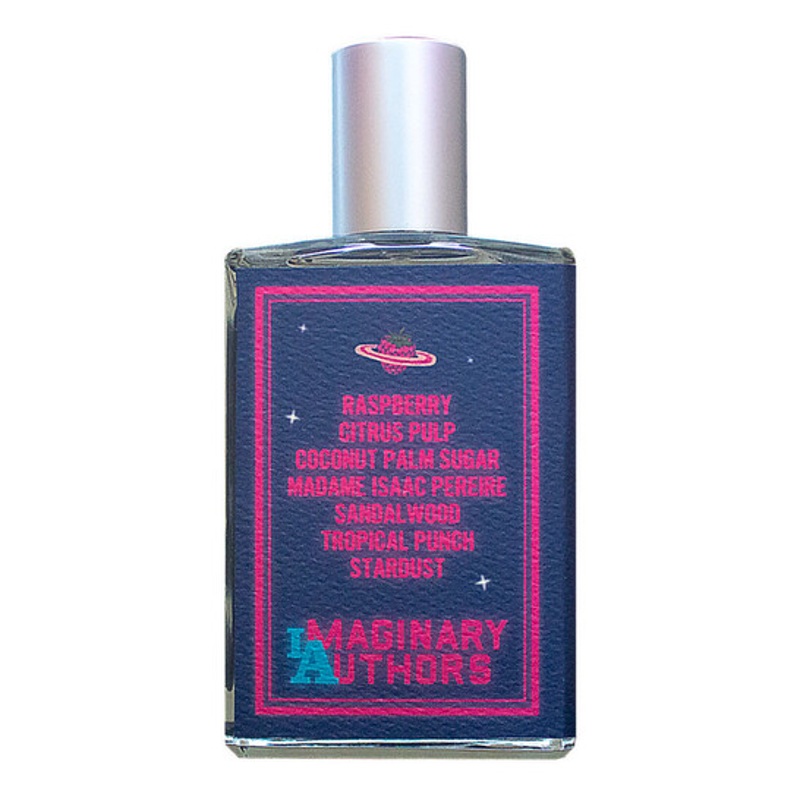 RASPBERRY
CITRUS PULP
COCONUT PALM SUGAR
MADAME ISAAC PEREIRE
SANDALWOOD
TROPICAL PUNCH
STARDUST
IMAGINARY
AUTHORS